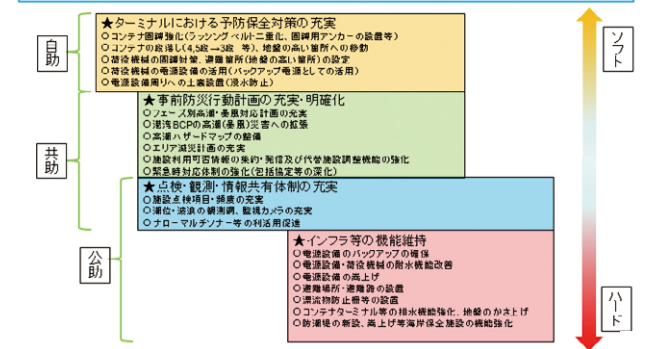 ★ターミナルにおける予防保全対策の充実
○コンテナ固縛強化(ラッシングベルト二重化、固縛用アンカーの設置等)
○コンテナの段落し(4,5段→3段 等)、地盤の高い箇所への移動
○荷役機械の固縛対策、避難箇所(地盤の高い箇所)の設定
○荷役機械の電源設備の活用(バックアップ電源としての活用)
○電源設備周りへの土嚢設置(浸水防止)
自助
ソフト
★事前防災行動計画の充実・明確化
○フェーズ別高潮・暴風対応計画の充実
○港湾BCPの高潮(暴風)災害への拡張
○高潮ハザードマップの整備
○エリア減災計画の充実
○施設利用可否情報の集約・発信及び代替施設調整機能の強化
○緊急時対応体制の強化(包括協定等の深化)
共助
★点検・観測・情報共有体制の充実
○施設点検項目・頻度の充実
○潮位・波浪の観測網、監視カメラの充実
○ナローマルチソナー等の利活用促進
公助
★インフラ等の機能維持
○電源設備のバックアップの確保
○電源設備・荷役機械の耐水機能改善
○電源設備の嵩上げ
○避難場所・避難路の設置
○漂流物防止柵等の設置
○コンテナターミナル等の排水機能強化、地盤のかさ上げ
○防潮堤の新設、嵩上げ等海岸保全施設の機能強化
ハード